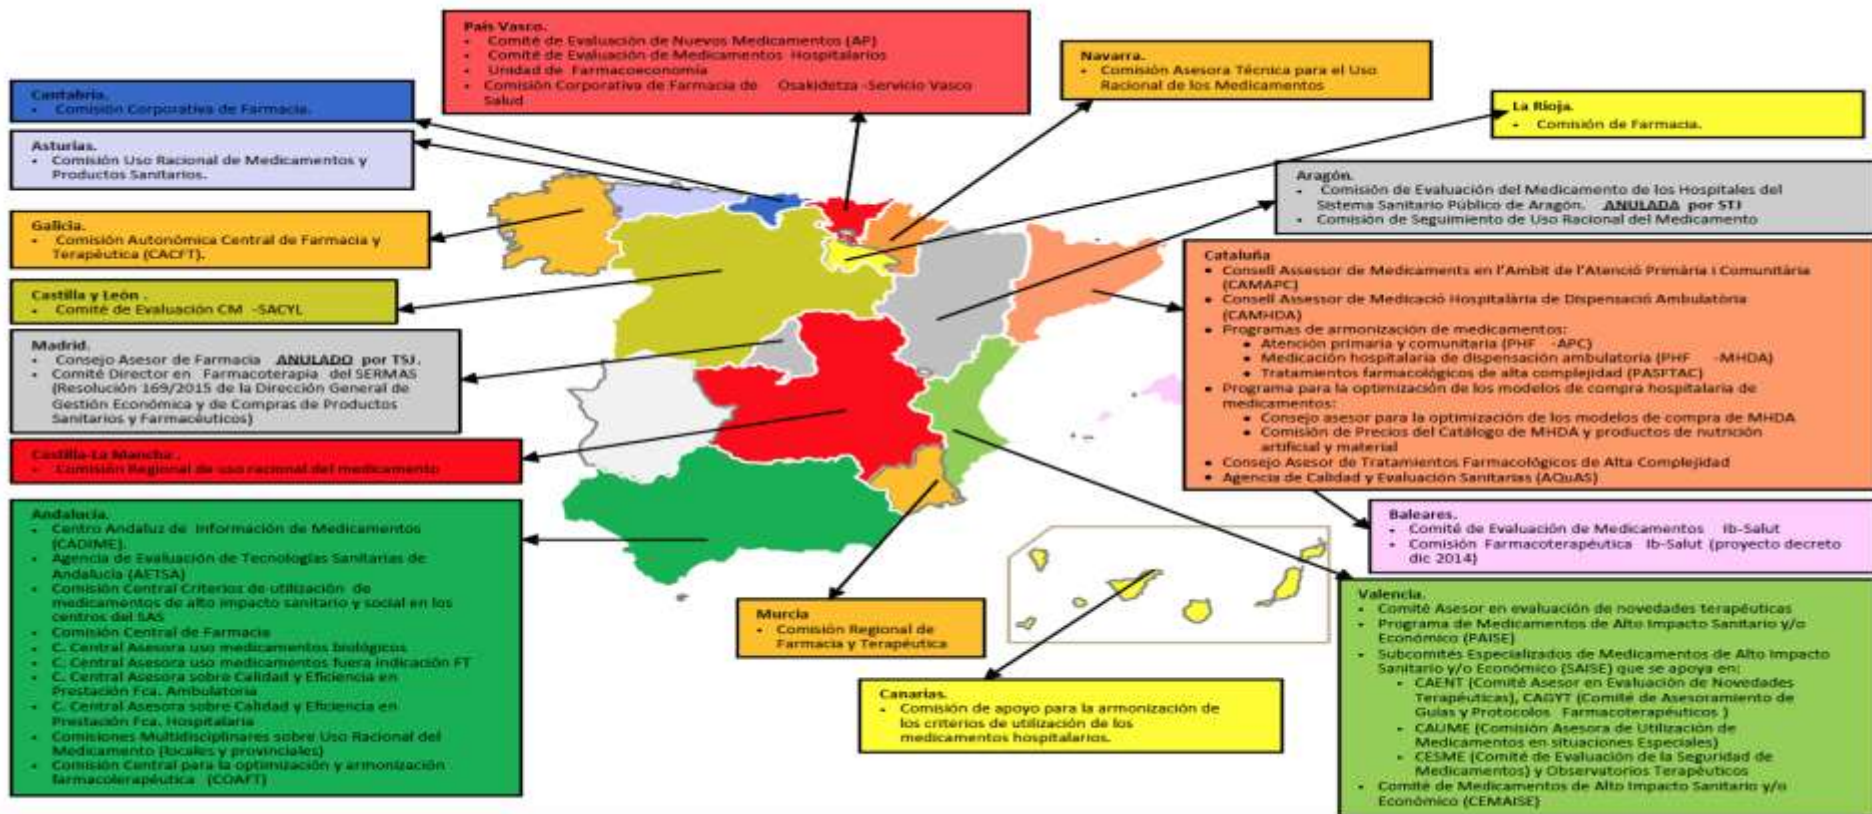 País Vasco.
• Comité de Evaluación de Nuevos Medicamentos (AP)
• Comité de Evaluación de Medicamentos Hospitalarios
• Unidad de Farmacoeconomía
• Comisión Corporativa de Farmacia de Osakidetza -Servicio Vasco
Salud
Navarra.
• Comisión Asesora Técnica para el Uso
Racional de los Medicamentos
Cantabria.
• Comisión Corporativa de Farmacia.
La Rioja.
• Comisión de Farmacia.
Asturias.
• Comisión Uso Racional de Medicamentos y
Productos Sanitarios.
Aragón.
• Comisión de Evaluación del Medicamento de los Hospitales del
Sistema Sanitario Público de Aragón. ANULADA por STJ
• Comisión de Seguimiento de Uso Racional del Medicamento
Galicia.
• Comisión Autonómica Central de Farmacia y
Terapéutica (CACFT).
Castilla y León .
• Comité de Evaluación CM -SACYL
Madrid.
• Consejo Asesor de Farmacia ANULADO por TSJ.
• Comité Director en Farmacoterapia del SERMAS
(Resolución 169/2015 de la Dirección General de
Gestión Económica y de Compras de Productos
Sanitarios y Farmacéuticos)
Castilla-La Mancha .
• Comisión Regional de uso racional del medicamento
Andalucía.
• Centro Andaluz de Información de Medicamentos
(CADIME).
• Agencia de Evaluación de Tecnologías Sanitarias de
Andalucía (AETSA)
• Comisión Central Criterios de utilización de
medicamentos de alto impacto sanitario y social en los
centros del SAS
• Comisión Central de Farmacia
• C. Central Asesora uso medicamentos biológicos
• C. Central Asesora uso medicamentos fuera indicación FT
• C. Central Asesora sobre Calidad y Eficiencia en
Prestación Fca. Ambulatoria
• C. Central Asesora sobre Calidad y Eficiencia en
Prestación Fca. Hospitalaria
• Comisiones Multidisciplinares sobre Uso Racional del
Medicamento (locales y provinciales)
• Comisión Central para la optimización y armonización
farmacoterapéutica (COAFT)
Cataluña
• Consell Assessor de Medicaments en l'Ambit de l'Atenció Primària i Comunitària
(CAMAPC)
• Consell Assessor de Medicació Hospitalària de Dispensació Ambulatòria
(CAMHDA)
• Programas de armonización de medicamentos:
• Atención primaria y comunitaria (PHF -APC)
• Medicación hospitalaria de dispensación ambulatoria (PHF -MHDA)
• Tratamientos farmacológicos de alta complejidad (PASFTAC)
• Programa para la optimización de los modelos de compra hospitalaria de
medicamentos:
• Consejo asesor para la optimización de los modelos de compra de MHDA
• Comisión de Precios del Catálogo de MHDA y productos de nutrición
artificial y material
• Consejo Asesor de Tratamientos Farmacológicos de Alta Complejidad
• Agencia de Calidad y Evaluación Sanitarias (AQuAS)
Baleares.
• Comité de Evaluación de Medicamentos Ib-Salut
• Comisión Farmacoterapéutica Ib-Salut (proyecto decreto
dic 2014)
Valencia.
• Comité Asesor en evaluación de novedades terapéuticas
• Programa de Medicamentos de Alto Impacto Sanitario y/o
Económico (PAISE)
• Subcomités Especializados de Medicamentos de Alto Impacto
Sanitario y/o Económico (SAISE) que se apoya en:
• CAENT (Comité Asesor en Evaluación de Novedades
Terapéuticas), CAGYT (Comité de Asesoramiento de
Guías y Protocolos Farmacoterapéuticos )
• CAUME (Comisión Asesora de Utilización de
Medicamentos en situaciones Especiales)
• CESME (Comité de Evaluación de la Seguridad de
Medicamentos) y Observatorios Terapéuticos
• Comité de Medicamentos de Alto Impacto Sanitario y/o
Económico (CEMAISE)
Murcia
• Comisión Regional de
Farmacia y Terapéutica
Canarias.
• Comisión de apoyo para la armonización de
los criterios de utilización de los
medicamentos hospitalarios.